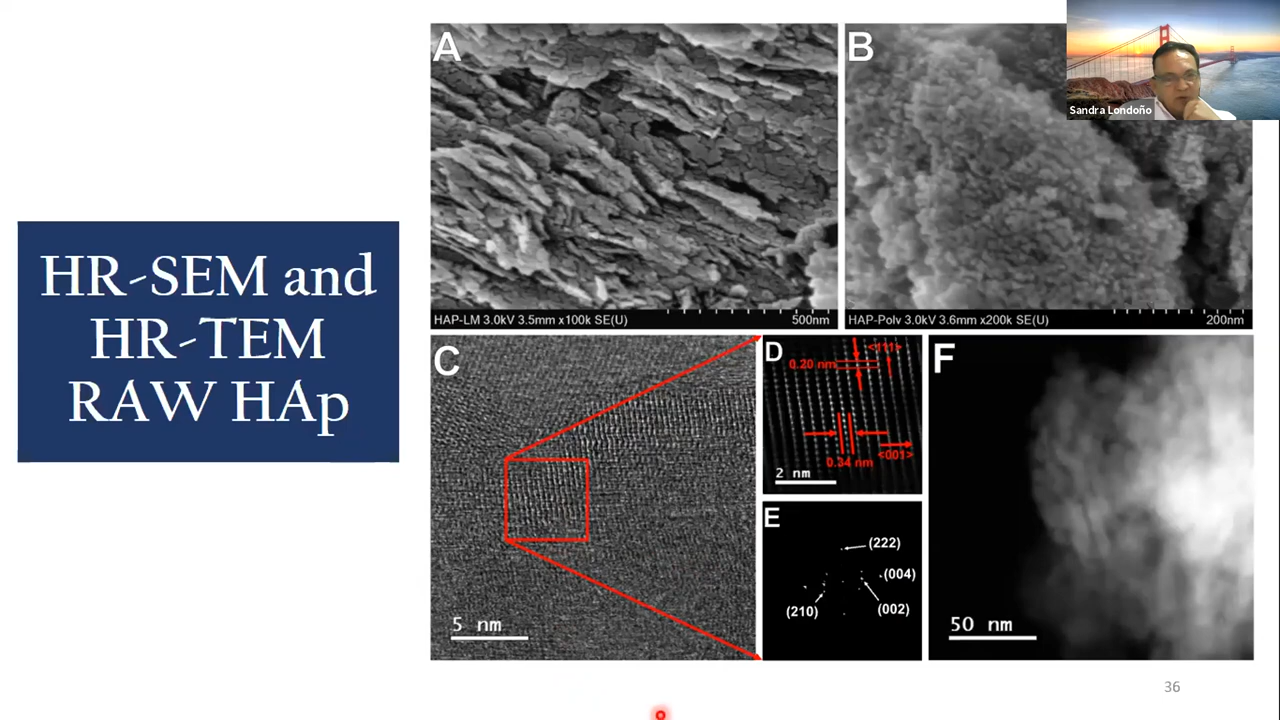 HR-SEM and
HR-TEM
RAW HAp
A
HAP-LM 3.0kV 3.5mm x100k SE(U)
500nm
B
HAP-Polv 3.0kV 3.6mm x200k SE(U)
200nm
Sandra Londoño
C
5 nm
D
<111>
0.20 nm
0.34 nm
<001>
2 nm
E
(222)
(004)
(210)
(002)
F
50 nm
36